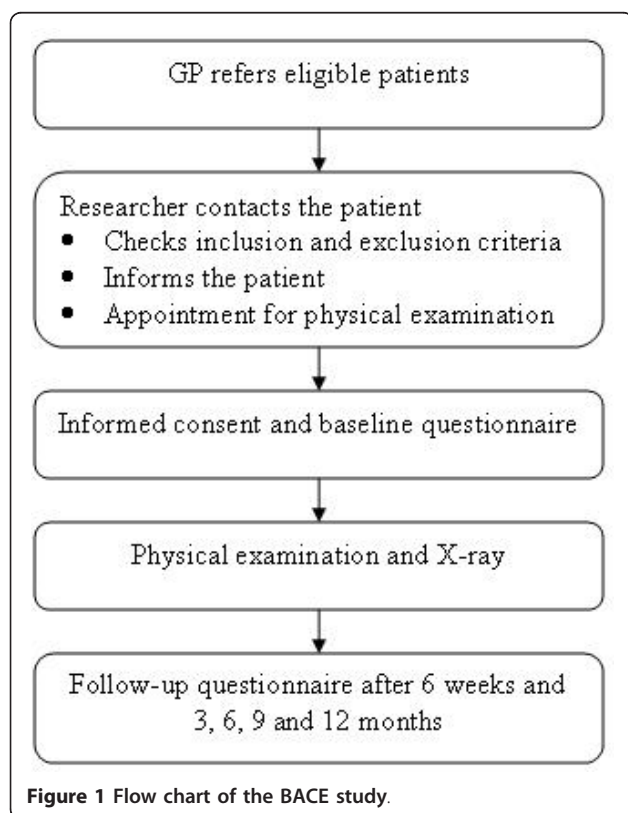 GP refers eligible patients
Researcher contacts the patient
● Checks inclusion and exclusion criteria
● Informs the patient
● Appointment for physical examination
Informed consent and baseline questionnaire
Physical examination and X-ray
Follow-up questionnaire after 6 weeks and
3, 6, 9 and 12 months
Figure 1 Flow chart of the BACE study.